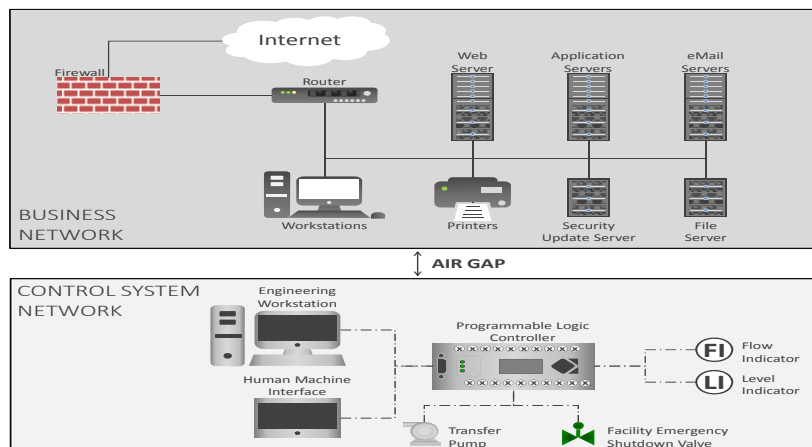 Internet
Firewall
Router
Web
Server
Application
Servers
eMail
Servers
Workstations
Printers
Security
Update Server
File
Server
BUSINESS
NETWORK
AIR GAP
CONTROL SYSTEM
NETWORK
Engineering
Workstation
Human Machine
Interface
Programmable Logic
Controller
FI
Flow
Indicator
LI
Level
Indicator
Transfer
Pump
Facility Emergency
Shutdown Valve